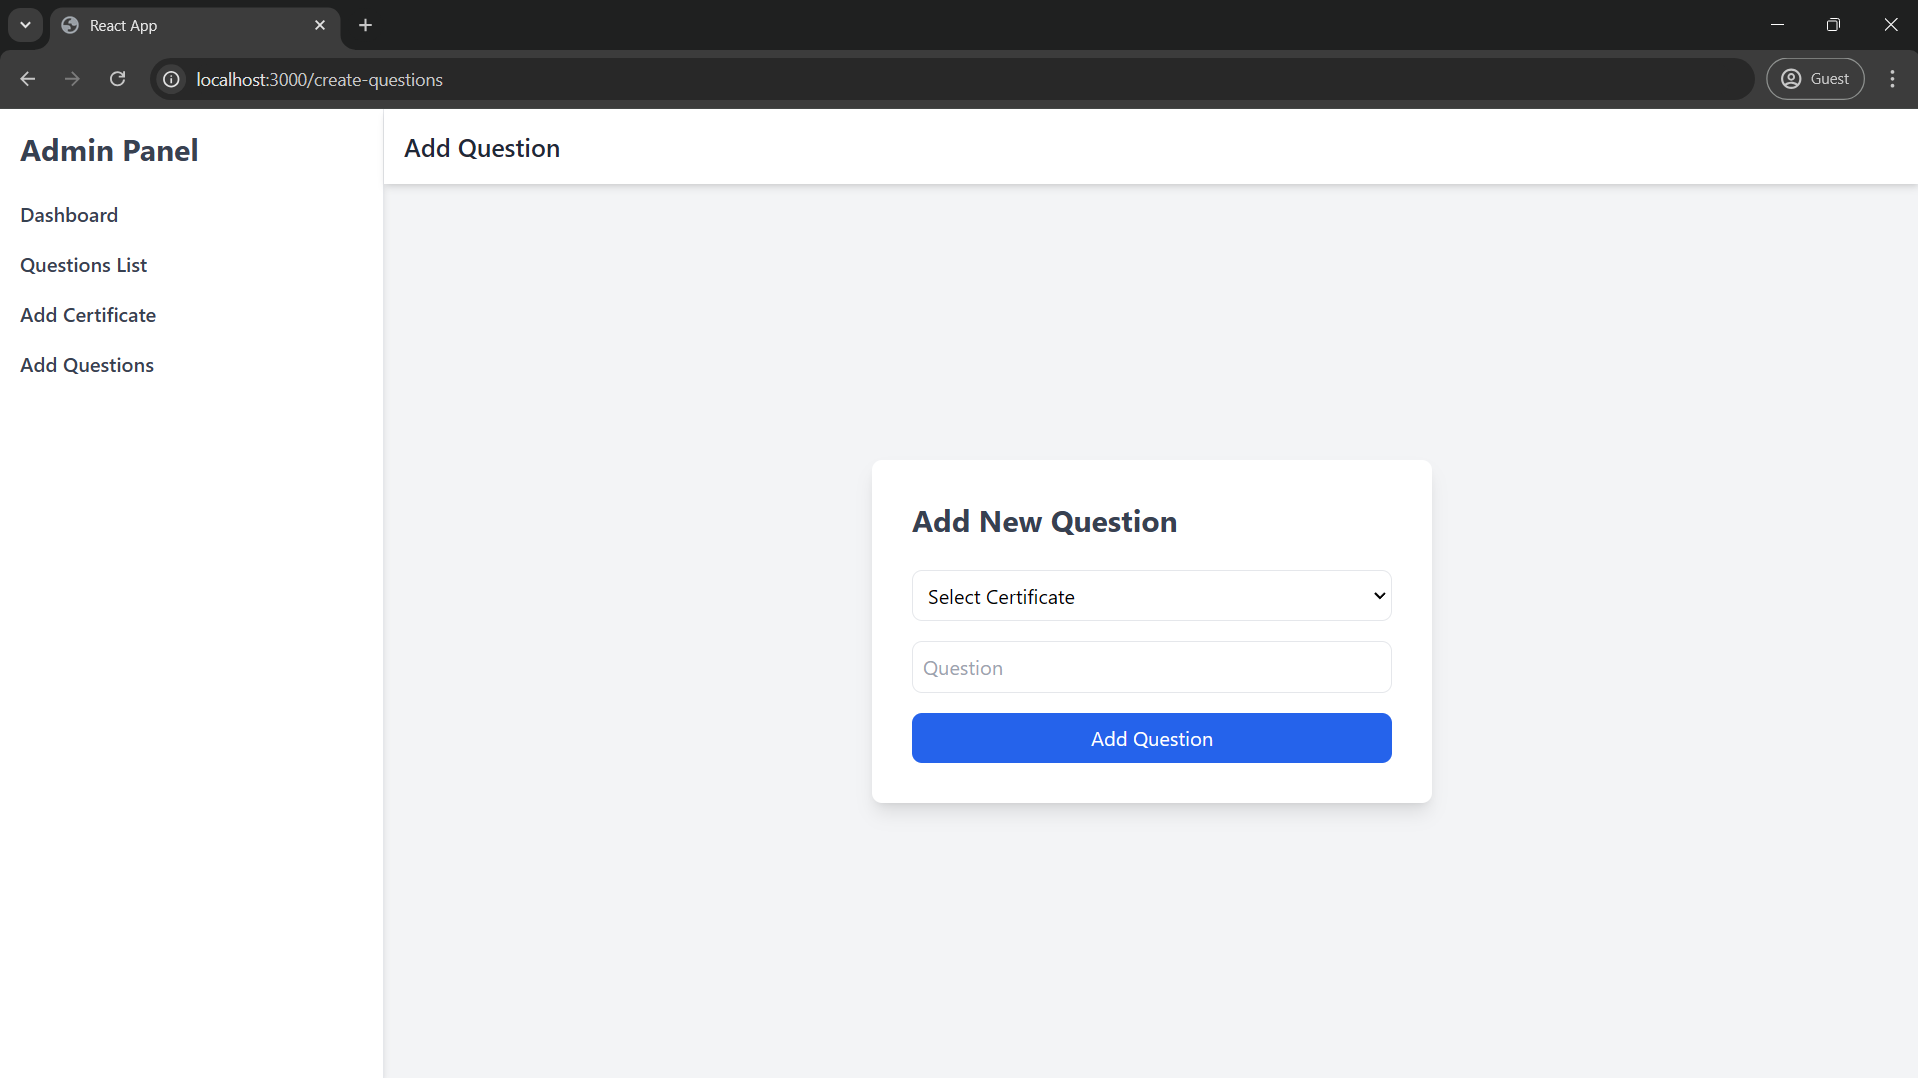 React App
localhost:3000/create-questions
Guest
Admin Panel
Dashboard
Questions List
Add Certificate
Add Questions
Add Question
Add New Question
Select Certificate
Question
Add Question